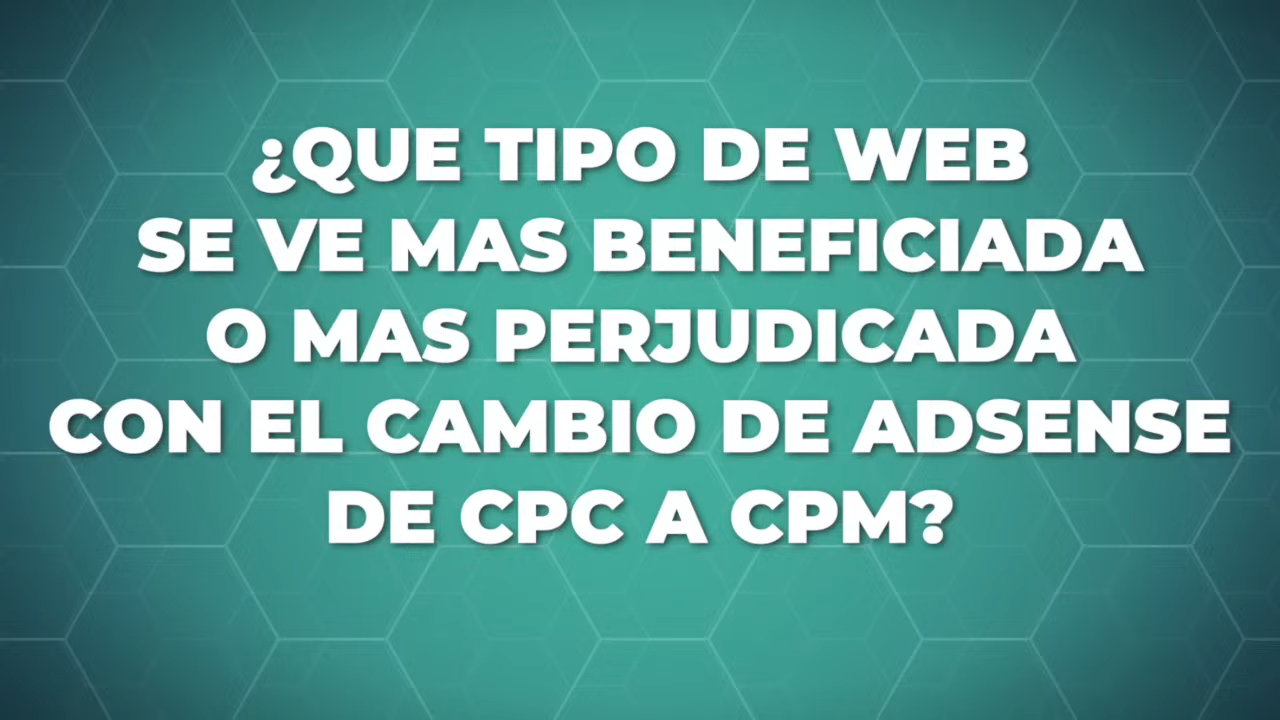 ¿QUE TIPO DE WEB
SE VE MAS BENEFICIADA
O MAS PERJUDICADA
CON EL CAMBIO DE ADSENSE
DE CPC A CPM?